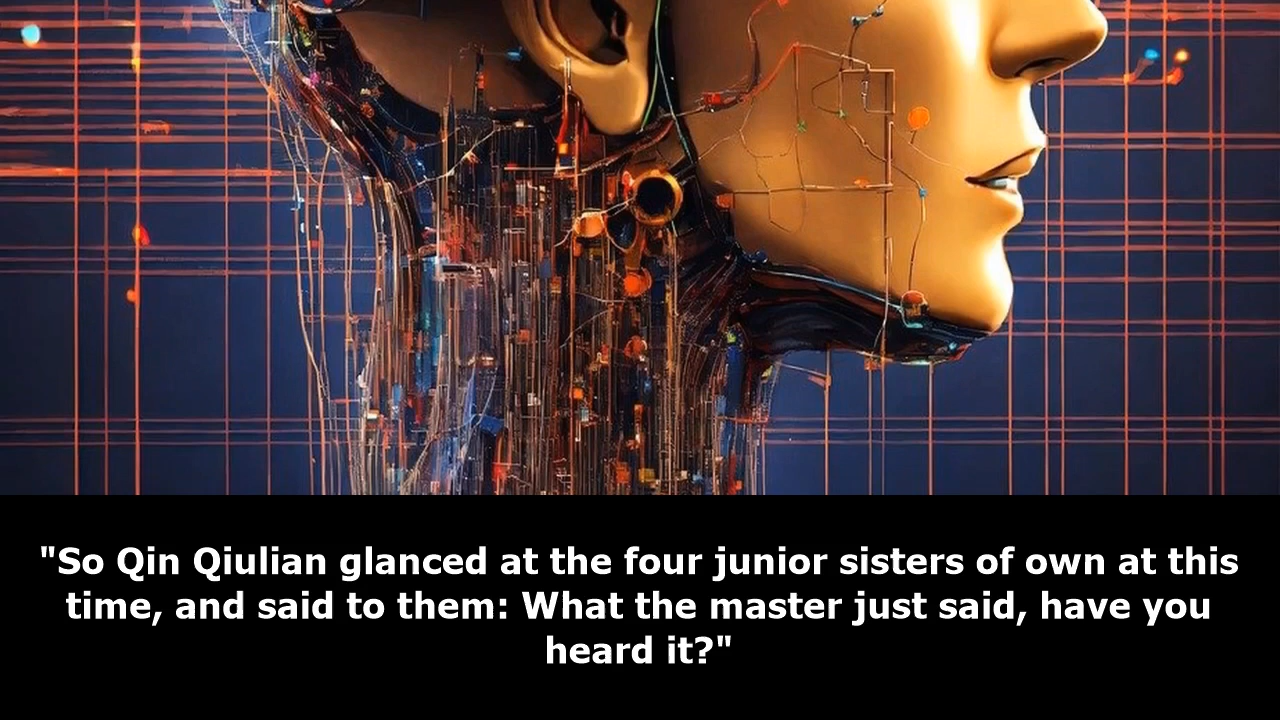 "So Qin Qiulian glanced at the four junior sisters of own at this
time, and said to them: What the master just said, have you
heard it?"